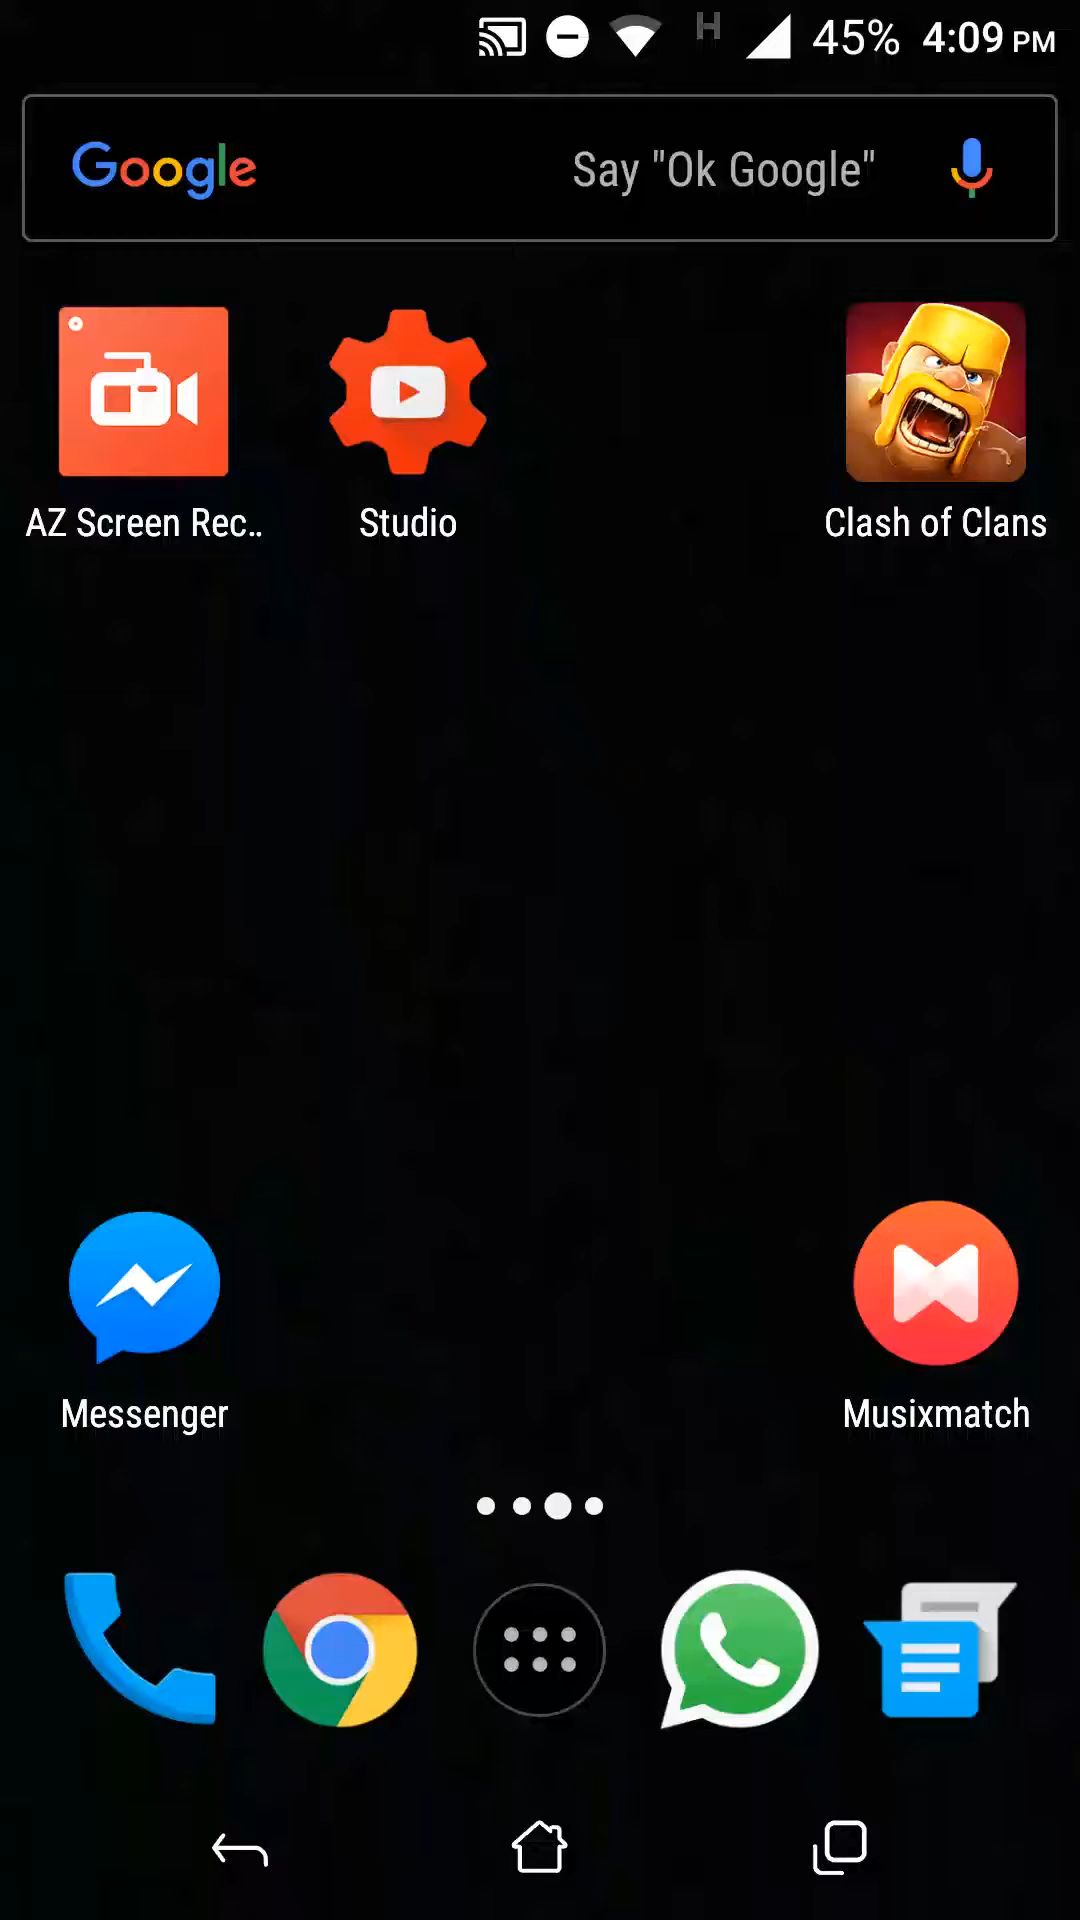 H 45% 4:09 PM
Google Say "Ok Google"
AZ Screen Rec..
Studio
Clash of Clans
Messenger
Musixmatch